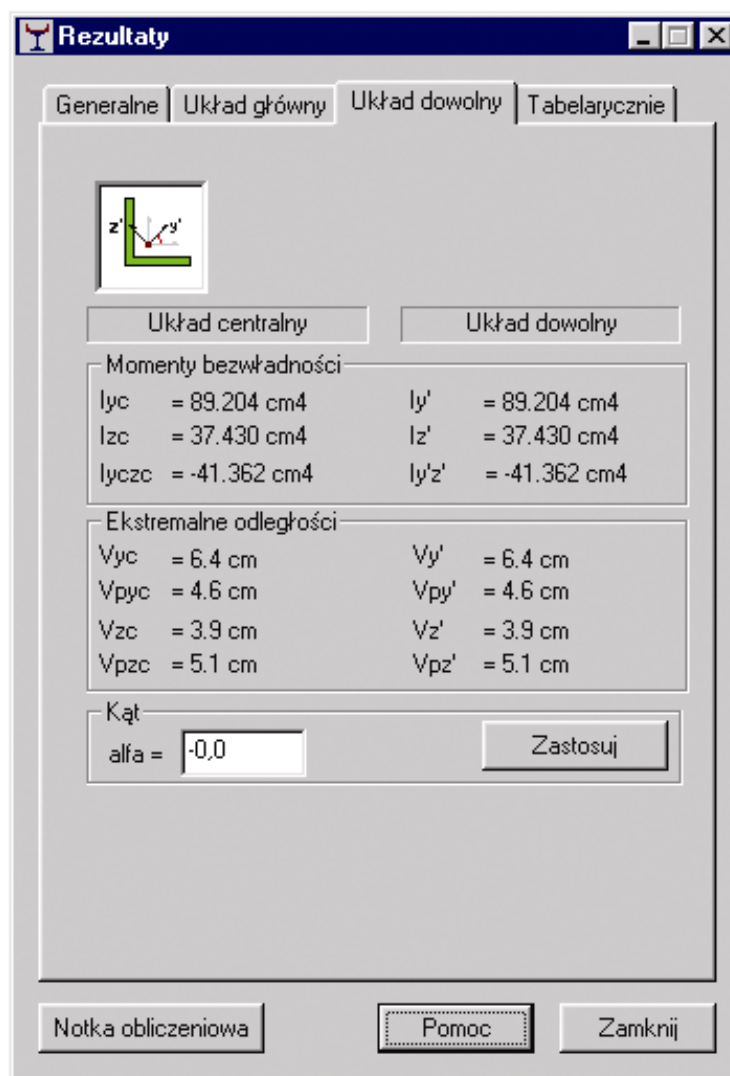 Rezultaty
Generalne Układ główny Układ dowolny Tabelarycznie
z' y'
Układ centralny Układ dowolny
Momenty bezwładności
Iyc = 89.204 cm4 Iy' = 89.204 cm4
Izc = 37.430 cm4 Iz' = 37.430 cm4
Iyczc = -41.362 cm4 Iy'z' = -41.362 cm4
Ekstremalne odległości
Vyc = 6.4 cm Vy' = 6.4 cm
Vpyc = 4.6 cm Vpy' = 4.6 cm
Vzc = 3.9 cm Vz' = 3.9 cm
Vpzc = 5.1 cm Vpz' = 5.1 cm
Kąt
alfa = -0,0 Zastosuj
Notka obliczeniowa Pomoc Zamknij